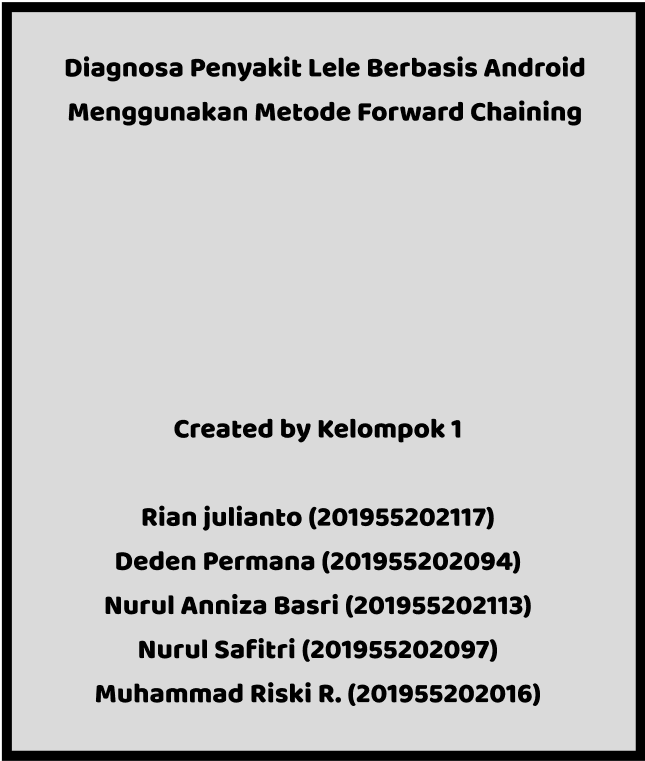 Diagnosa Penyakit Lele Berbasis Android
Menggunakan Metode Forward Chaining
Created by Kelompok 1
Rian julianto (201955202117)
Deden Permana (201955202094)
Nurul Anniza Basri (201955202113)
Nurul Safitri (201955202097)
Muhammad Riski R. (201955202016)